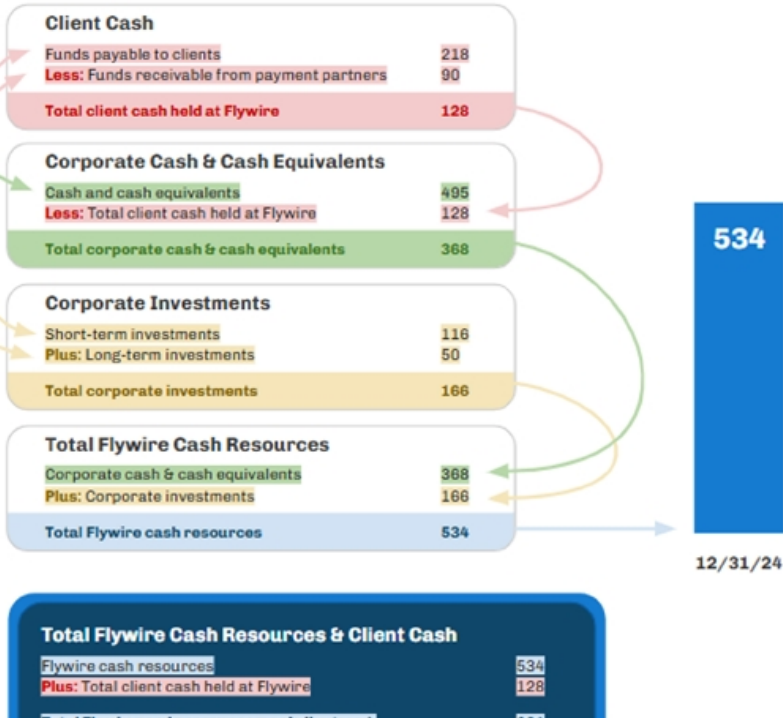 Client Cash
Funds payable to clients 218
Less: Funds receivable from payment partners 90
Total client cash held at Flywire 128
Corporate Cash & Cash Equivalents
Cash and cash equivalents 495
Less: Total client cash held at Flywire 128
Total corporate cash & cash equivalents 368
Corporate Investments
Short-term investments 116
Plus: Long-term investments 50
Total corporate investments 166
Total Flywire Cash Resources
Corporate cash & cash equivalents 368
Plus: Corporate investments 166
Total Flywire cash resources 534
534
12/31/24
Total Flywire Cash Resources & Client Cash
Flywire cash resources 534
Plus: Total client cash held at Flywire 128